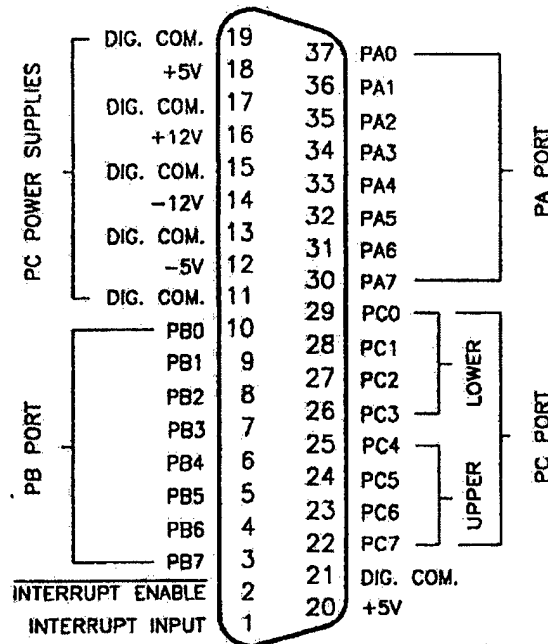 PC POWER SUPPLIES
DIG. COM. 19
+5V 18
DIG. COM. 17
+12V 16
DIG. COM. 15
−12V 14
DIG. COM. 13
−5V 12
DIG. COM. 11
PB PORT
PB0 10
PB1 9
PB2 8
PB3 7
PB4 6
PB5 5
PB6 4
PB7 3
INTERRUPT ENABLE 2
INTERRUPT INPUT 1
37 PA0
36 PA1
35 PA2
34 PA3
33 PA4
32 PA5
31 PA6
30 PA7
PA PORT
29 PC0
28 PC1
27 PC2
26 PC3
LOWER
25 PC4
24 PC5
23 PC6
22 PC7
UPPER
PC PORT
21 DIG. COM.
20 +5V